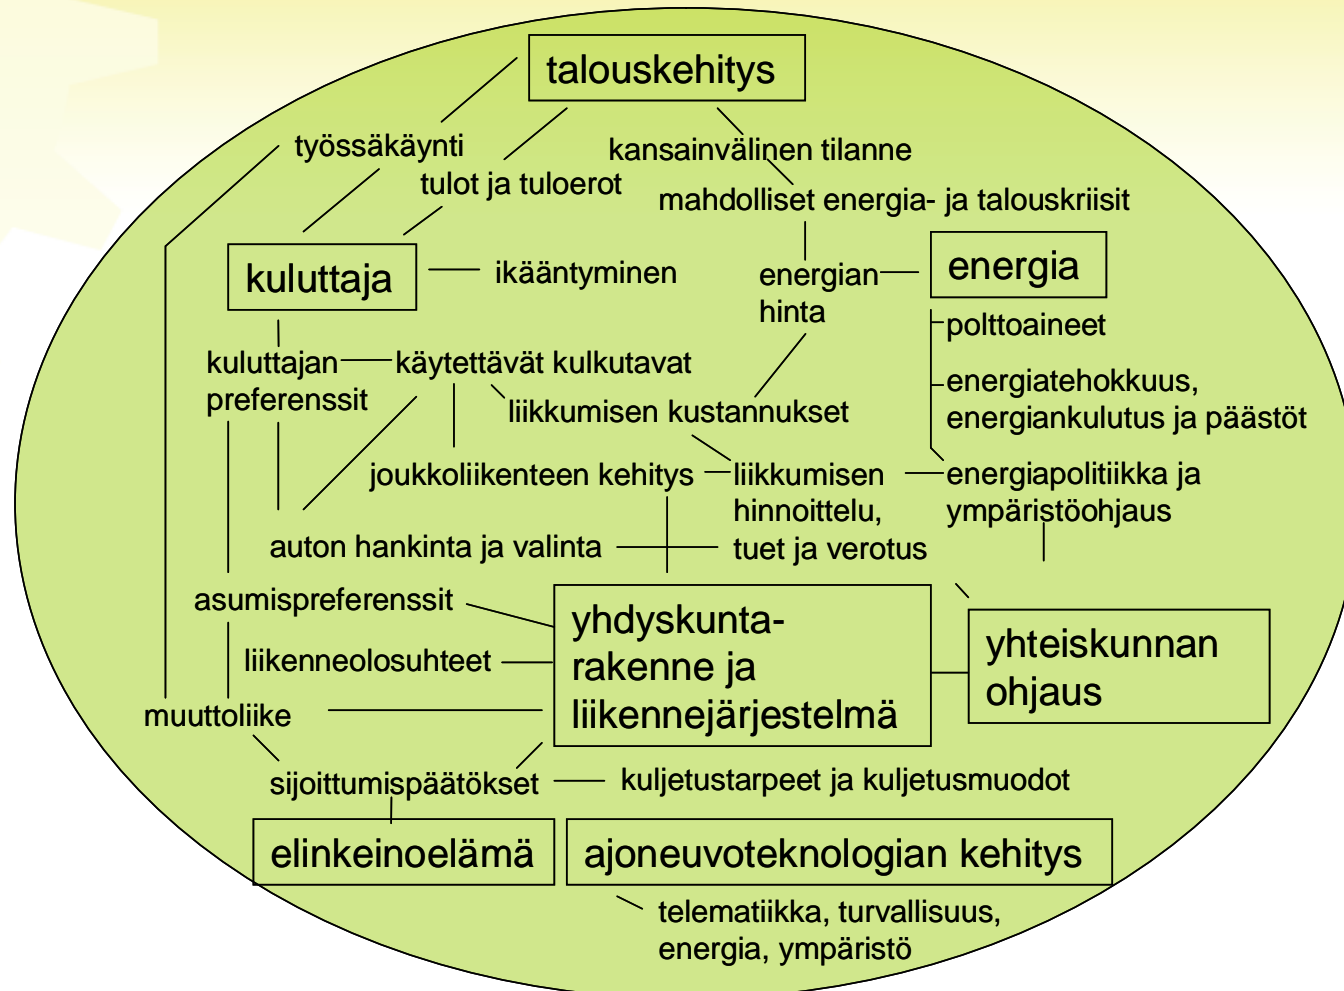 talouskehitys
työssäkäynti
kansainvälinen tilanne
tulot ja tuloerot
mahdolliset energia- ja talouskriisit
kuluttaja
ikääntyminen
energian
hinta
energia
polttoaineet
kuluttajan
preferenssit
käytettävät kulkutavat
energiatehokkuus,
energiankulutus ja päästöt
liikkumisen kustannukset
joukkoliikenteen kehitys
liikkumisen
hinnoittelu,
tuet ja verotus
energiapolitiikka ja
ympäristöohjaus
auton hankinta ja valinta
asumispreferenssit
yhdyskunta-
rakenne ja
liikennejärjestelmä
yhteiskunnan
ohjaus
liikenneolosuhteet
muuttoliike
sijoittumispäätökset
kuljetustarpeet ja kuljetusmuodot
elinkeinoelämä
ajoneuvoteknologian kehitys
telematiikka, turvallisuus,
energia, ympäristö